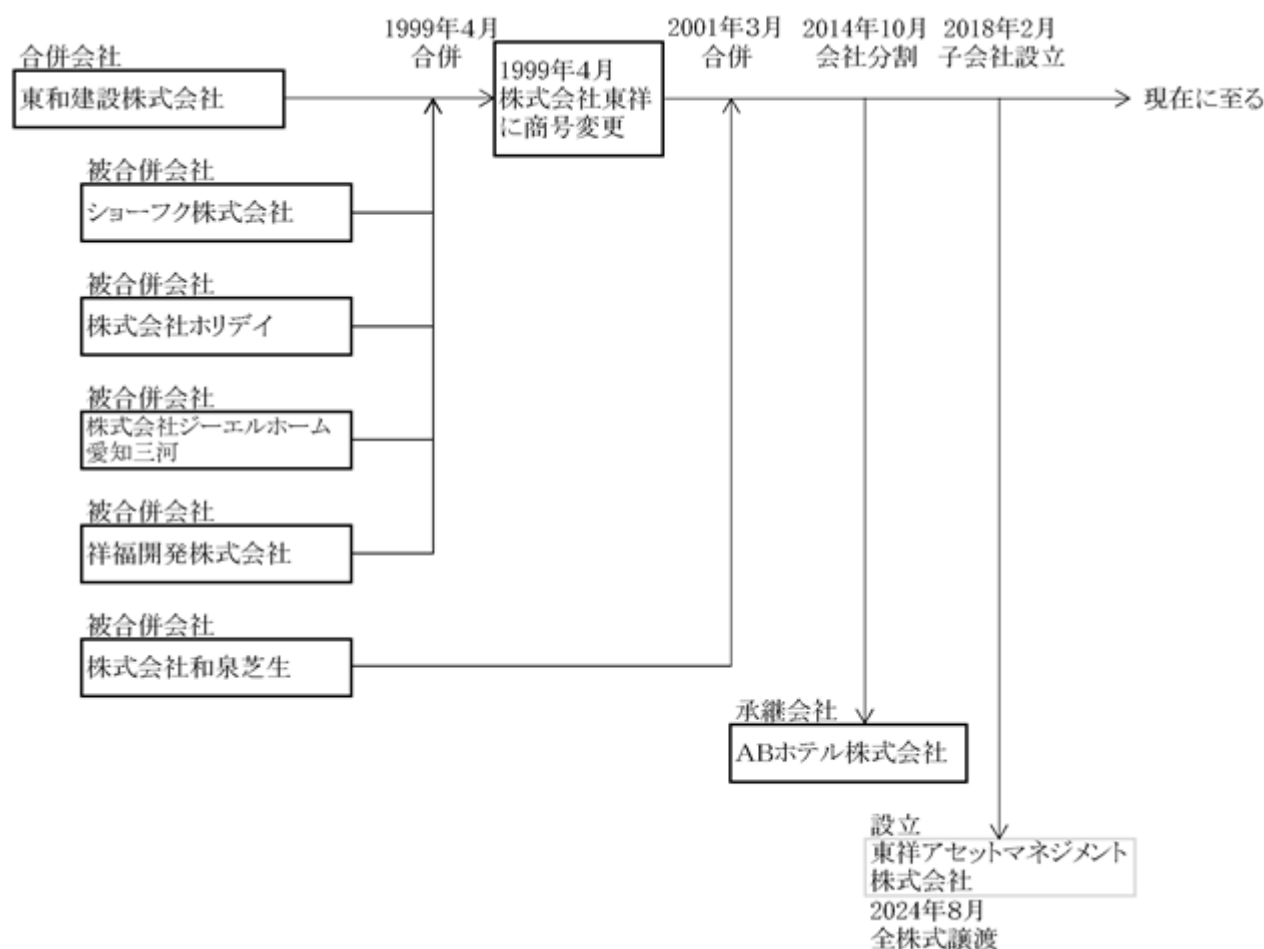 1999年4月
合併
2001年3月
合併
2014年10月
会社分割
2018年2月
子会社設立
合併会社
東和建設株式会社
1999年4月
株式会社東祥
に商号変更
現在に至る
被合併会社
ショーフク株式会社
被合併会社
株式会社ホリデイ
被合併会社
株式会社ジーエルホーム
愛知三河
被合併会社
祥福開発株式会社
被合併会社
株式会社和泉芝生
承継会社
ABホテル株式会社
設立
東祥アセットマネジメント
株式会社
2024年8月
全株式譲渡